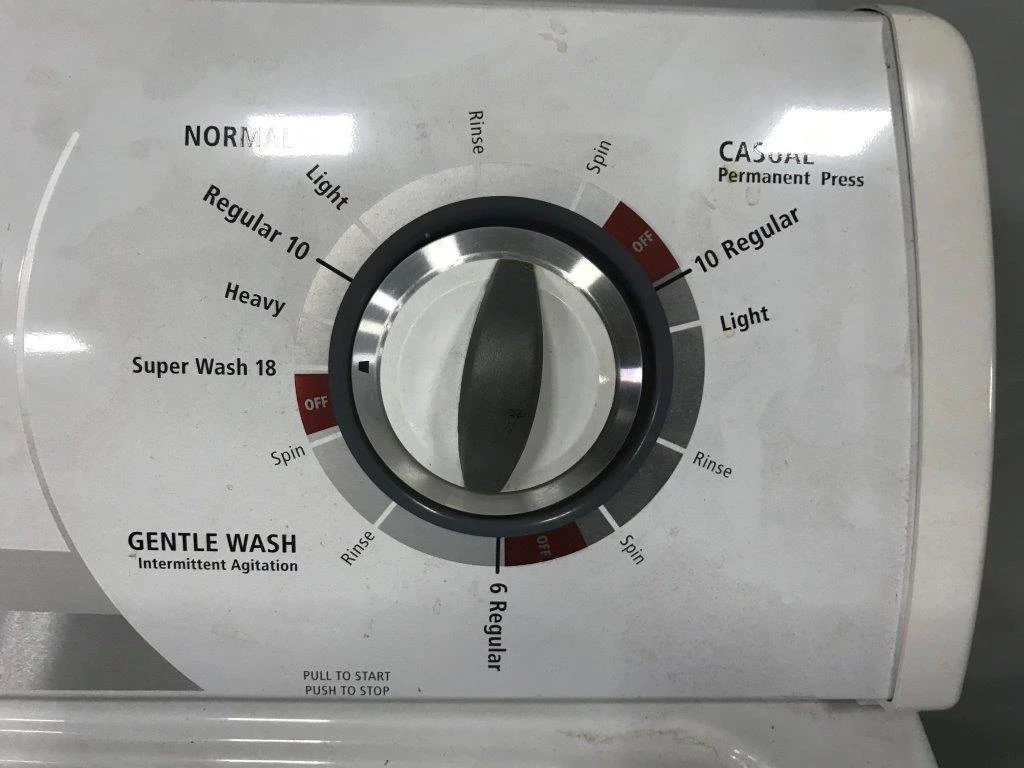 NORMAL
Rinse
Spin
Light
CASUAL
Permanent Press
Regular 10
OFF
10 Regular
Heavy
Light
Super Wash 18
OFF
Spin
Rinse
GENTLE WASH
Intermittent Agitation
Rinse
OFF
Spin
6 Regular
PULL TO START
PUSH TO STOP